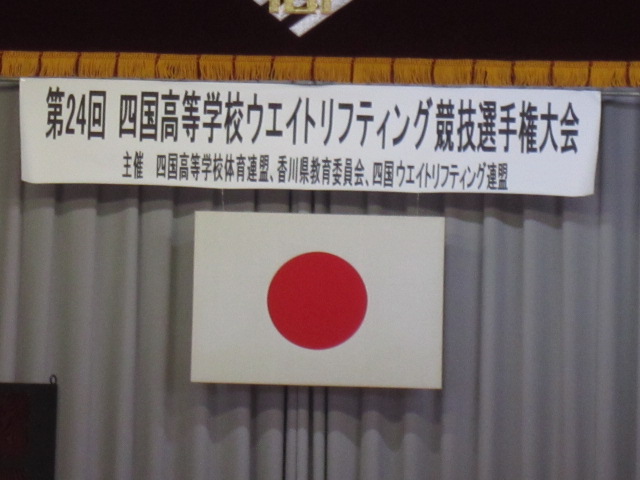 第24回 四国高等学校ウエイトリフティング競技選手権大会
主催 四国高等学校体育連盟、香川県教育委員会、四国ウエイトリフティング連盟